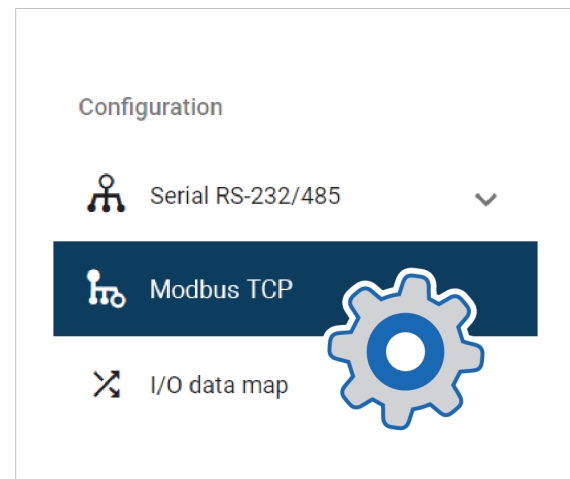 Configuration
Serial RS-232/485
Modbus TCP
I/O data map